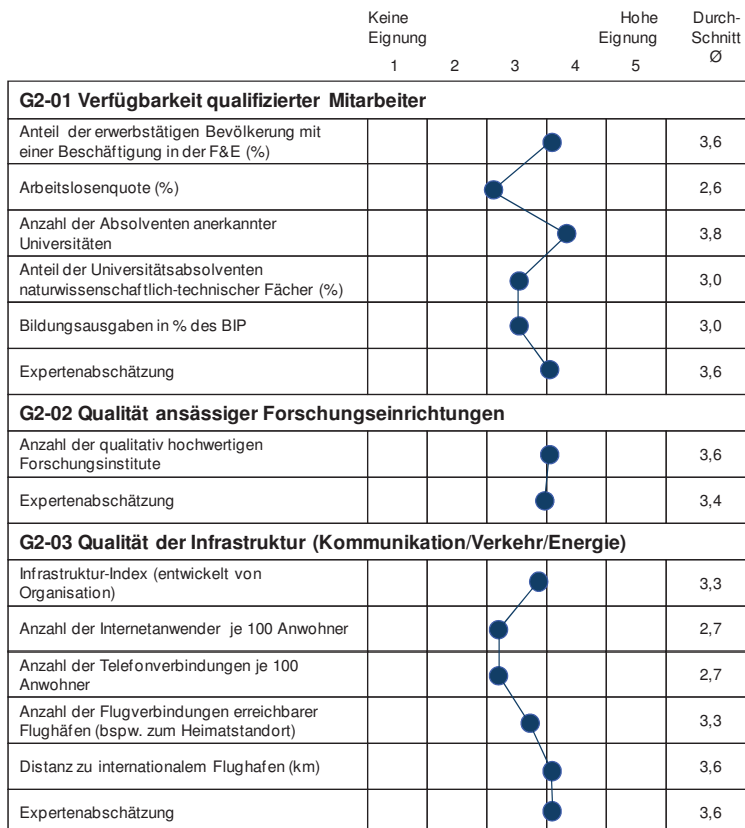 Keine
Eignung
Hohe
Eignung
Durch-
Schnitt
Ø
1 2 3 4 5
G2-01 Verfügbarkeit qualifizierter Mitarbeiter
Anteil der erwerbstätigen Bevölkerung mit
einer Beschäftigung in der F&E (%)
3,6
Arbeitslosenquote (%)
2,6
Anzahl der Absolventen anerkannter
Universitäten
3,8
Anteil der Universitätsabsolventen
naturwissenschaftlich-technischer Fächer (%)
3,0
Bildungsausgaben in % des BIP
3,0
Expertenabschätzung
3,6
G2-02 Qualität ansässiger Forschungseinrichtungen
Anzahl der qualitativ hochwertigen
Forschungsinstitute
3,6
Expertenabschätzung
3,4
G2-03 Qualität der Infrastruktur (Kommunikation/Verkehr/Energie)
Infrastruktur-Index (entwickelt von
Organisation)
3,3
Anzahl der Internetanwender je 100 Anwohner
2,7
Anzahl der Telefonverbindungen je 100
Anwohner
2,7
Anzahl der Flugverbindungen erreichbarer
Flughäfen (bspw. zum Heimatstandort)
3,3
Distanz zu internationalem Flughafen (km)
3,6
Expertenabschätzung
3,6